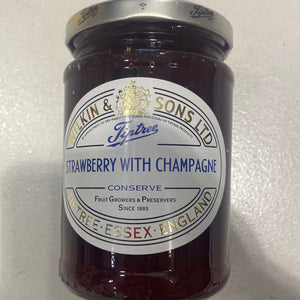 Tiptree
WILKIN & SONS LTD
Tiptree
STRAWBERRY WITH CHAMPAGNE
CONSERVE
FRUIT GROWERS & PRESERVERS
SINCE 1885
TIPTREE · ESSEX · ENGLAND